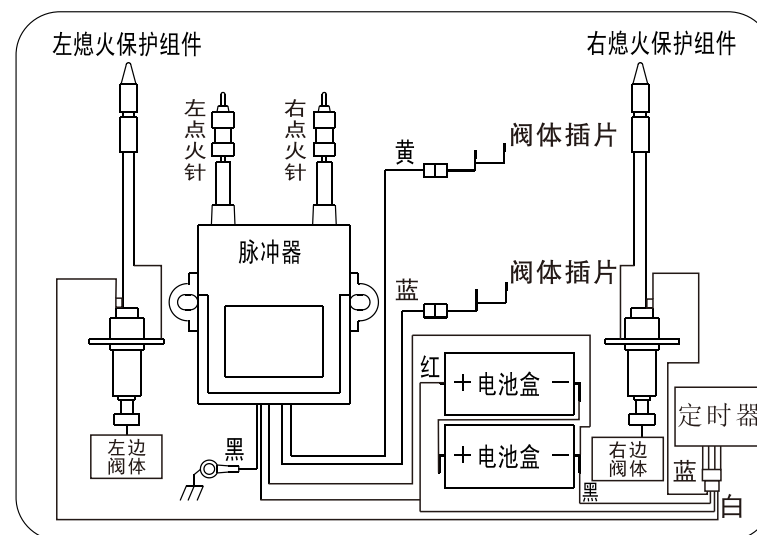 左熄火保护组件
右熄火保护组件
左点火针
右点火针
黄
阀体插片
脉冲器
蓝
阀体插片
红
+ 电池盒 −
定时器
黑
+ 电池盒 −
左边
阀体
右边
阀体
蓝
黑
白